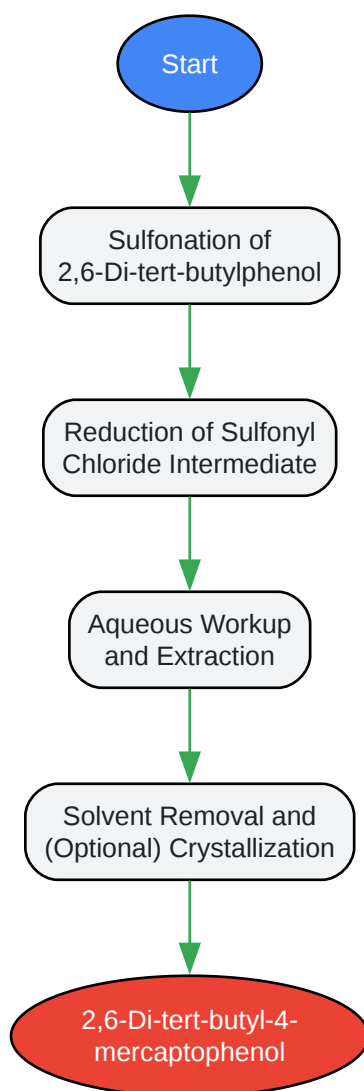 Start
Sulfonation of
2,6-Di-tert-butylphenol
Reduction of Sulfonyl
Chloride Intermediate
Aqueous Workup
and Extraction
Solvent Removal and
(Optional) Crystallization
2,6-Di-tert-butyl-4-
mercaptophenol